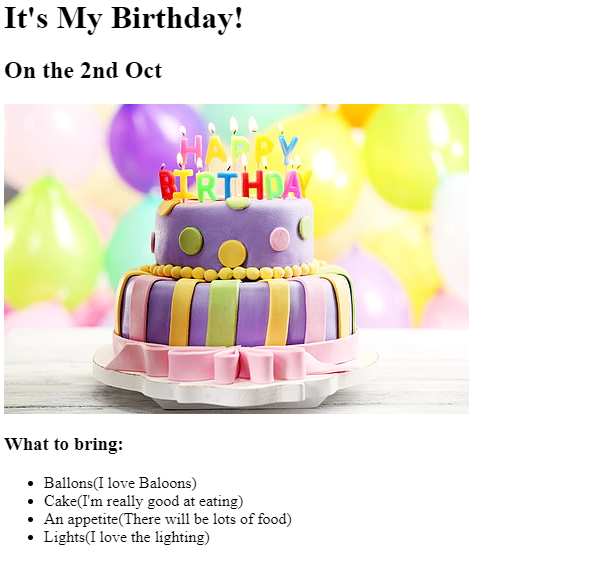 It's My Birthday!
On the 2nd Oct
HAPPY
BIRTHDAY
What to bring:
Ballons(I love Baloons)
Cake(I'm really good at eating)
An appetite(There will be lots of food)
Lights(I love the lighting)